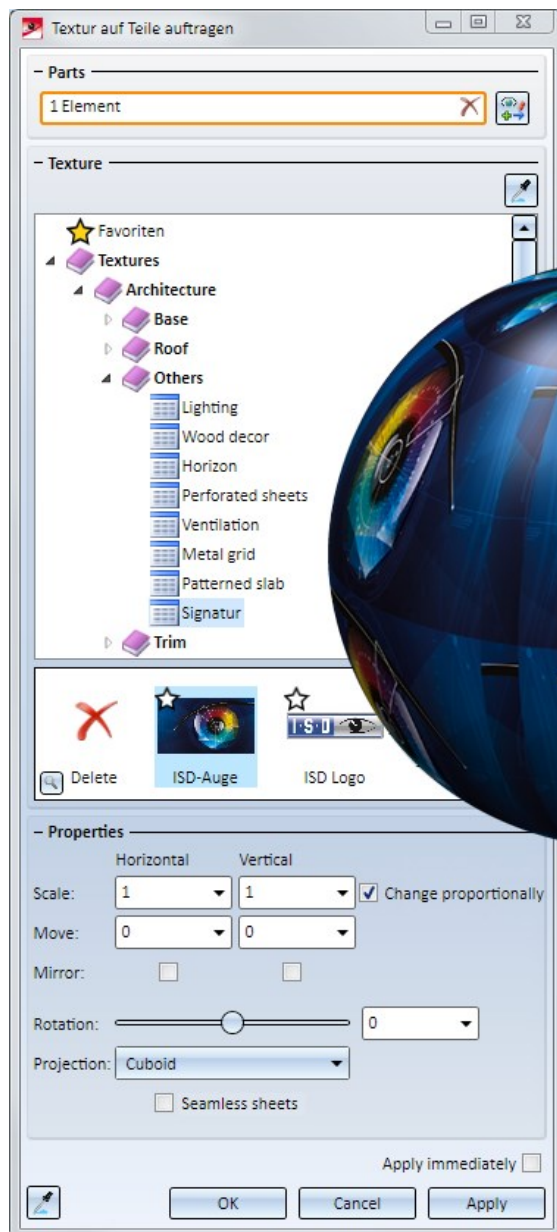 Textur auf Teile auftragen
Parts
1 Element
Texture
Favoriten
Textures
Architecture
Base
Roof
Others
Lighting
Wood decor
Horizon
Perforated sheets
Ventilation
Metal grid
Patterned slab
Signatur
Trim
I·S·D
Delete ISD-Auge ISD Logo
Properties
Horizontal Vertical
Scale: 1 1 Change proportionally
Move: 0 0
Mirror:
Rotation: 0
Projection: Cuboid
Seamless sheets
Apply immediately
OK Cancel Apply